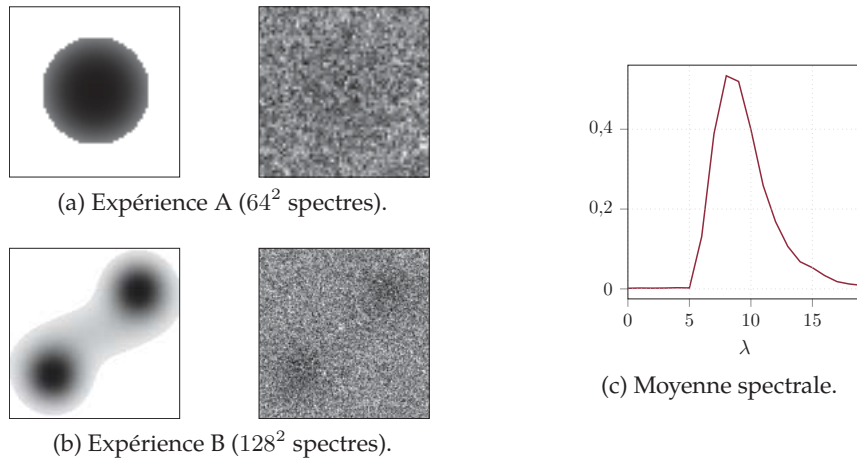 (a) Expérience A (64² spectres).
(b) Expérience B (128² spectres).
0,4
0,2
0
0 5 10 15
λ
(c) Moyenne spectrale.